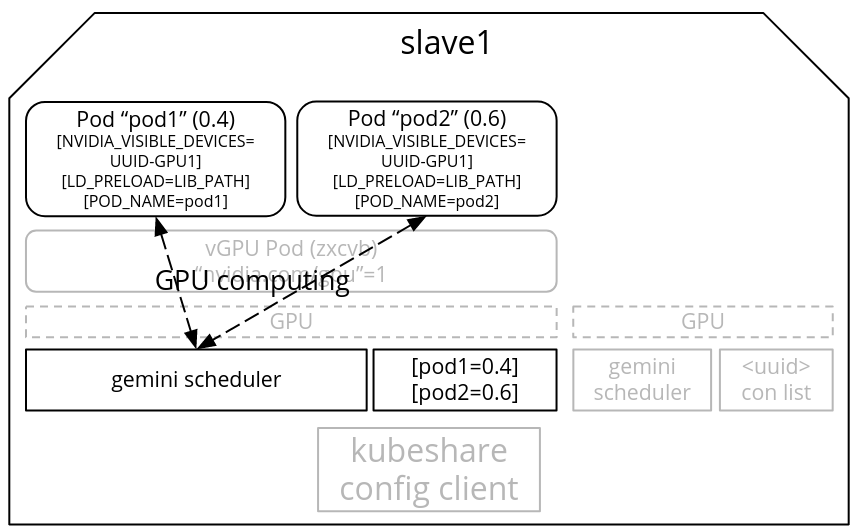 slave1
Pod “pod1” (0.4)
[NVIDIA_VISIBLE_DEVICES=
UUID-GPU1]
[LD_PRELOAD=LIB_PATH]
[POD_NAME=pod1]
Pod “pod2” (0.6)
[NVIDIA_VISIBLE_DEVICES=
UUID-GPU1]
[LD_PRELOAD=LIB_PATH]
[POD_NAME=pod2]
vGPU Pod (zxcvb)
“nvidia.com/gpu”=1
GPU computing
GPU
GPU
gemini scheduler
[pod1=0.4]
[pod2=0.6]
gemini
scheduler
<uuid>
con list
kubeshare
config client